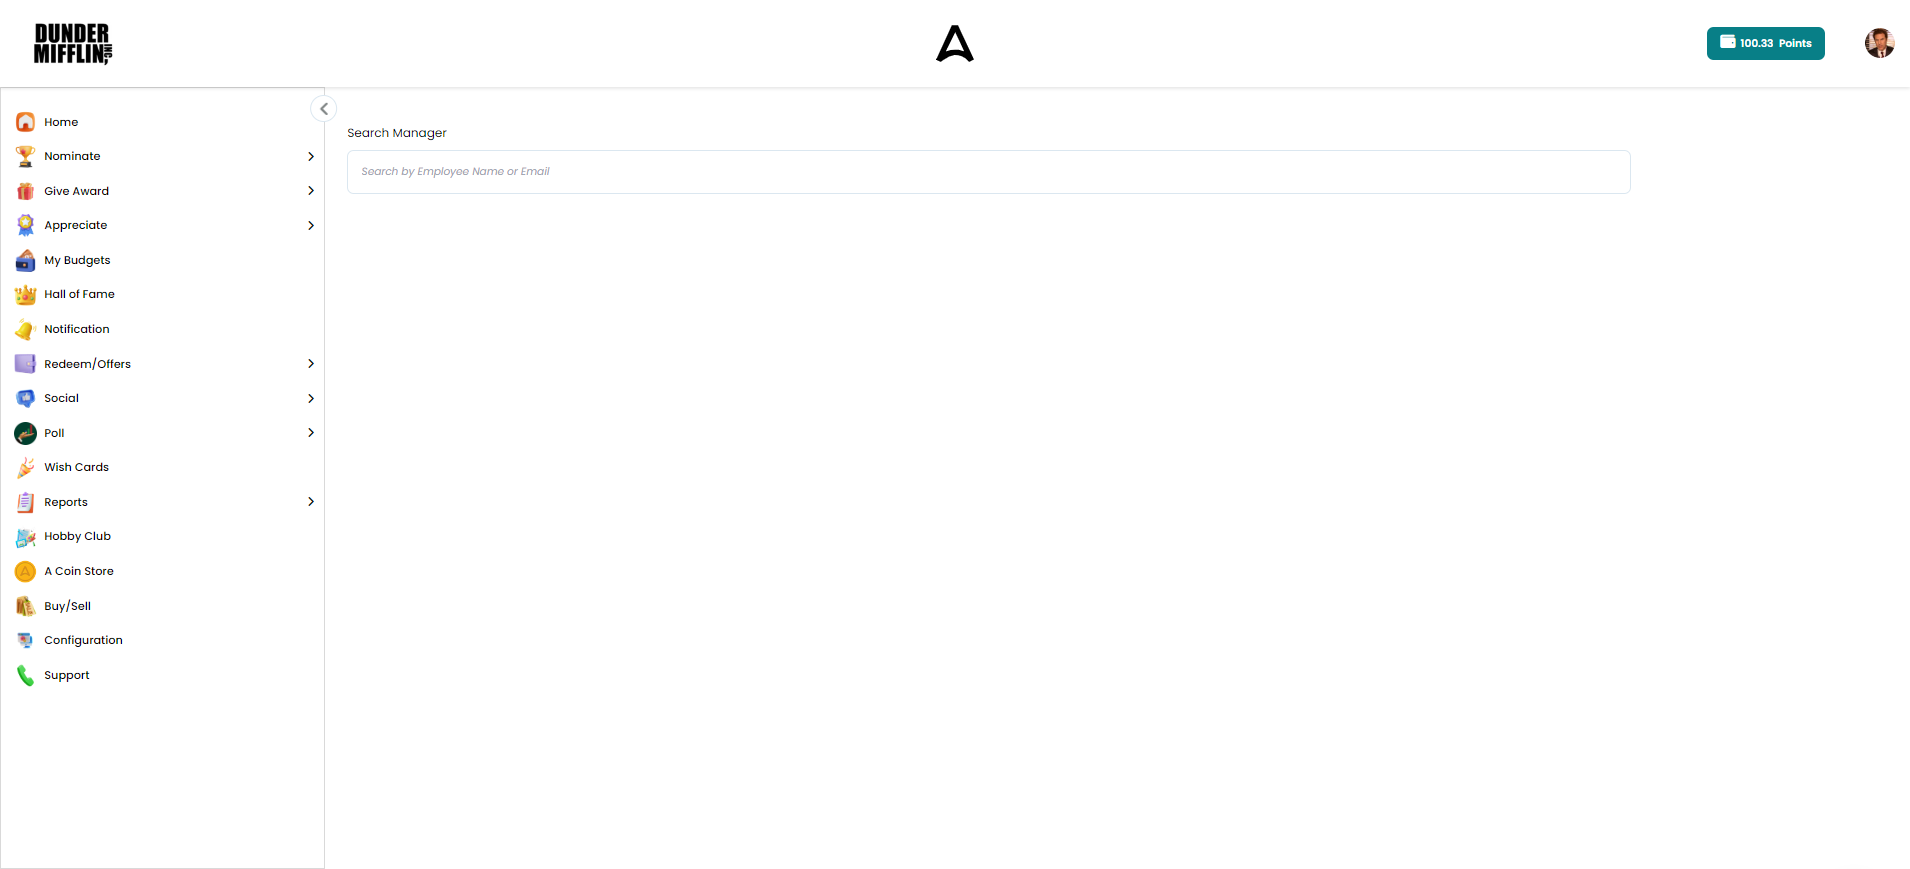 DUNDER
MIFFLIN, INC
100.33 Points
Home
Nominate
Give Award
Appreciate
My Budgets
Hall of Fame
Notification
Redeem/Offers
Social
Poll
Wish Cards
Reports
Hobby Club
A Coin Store
Buy/Sell
Configuration
Support
Search Manager
Search by Employee Name or Email